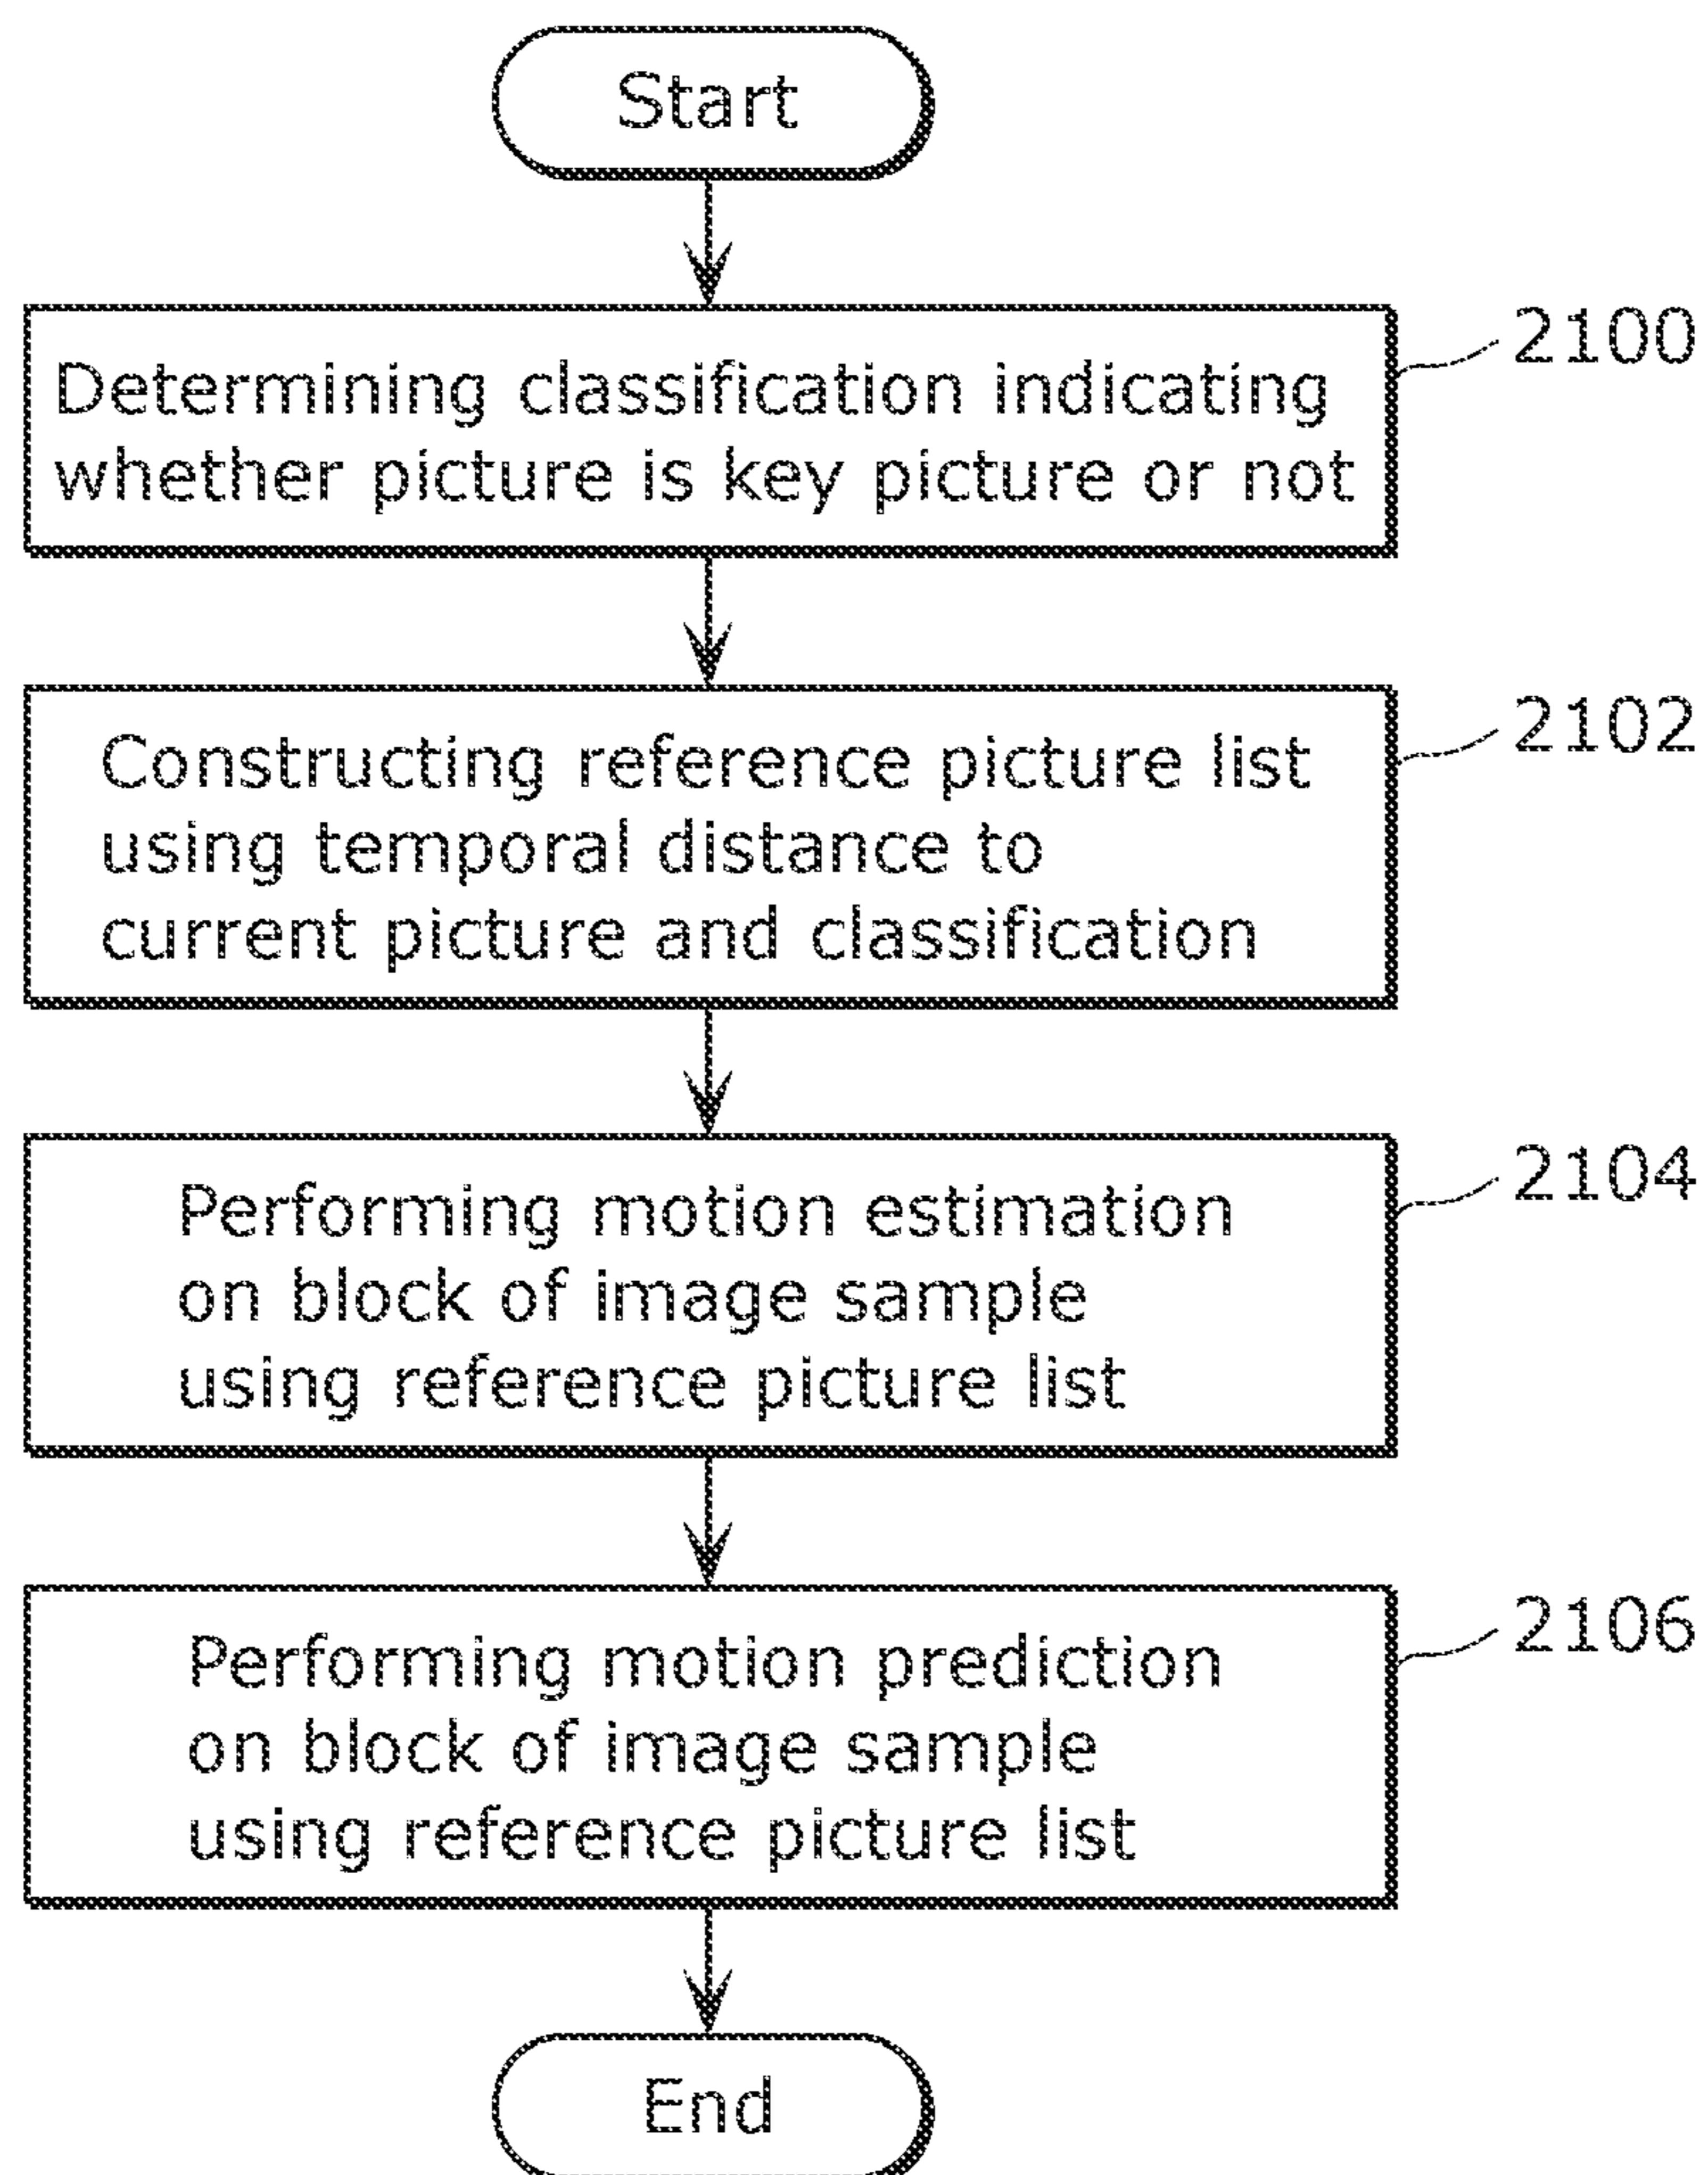 Start
2100
Determining classification indicating
whether picture is key picture or not
2102
Constructing reference picture list
using temporal distance to
current picture and classification
2104
Performing motion estimation
on block of image sample
using reference picture list
2106
Performing motion prediction
on block of image sample
using reference picture list
End